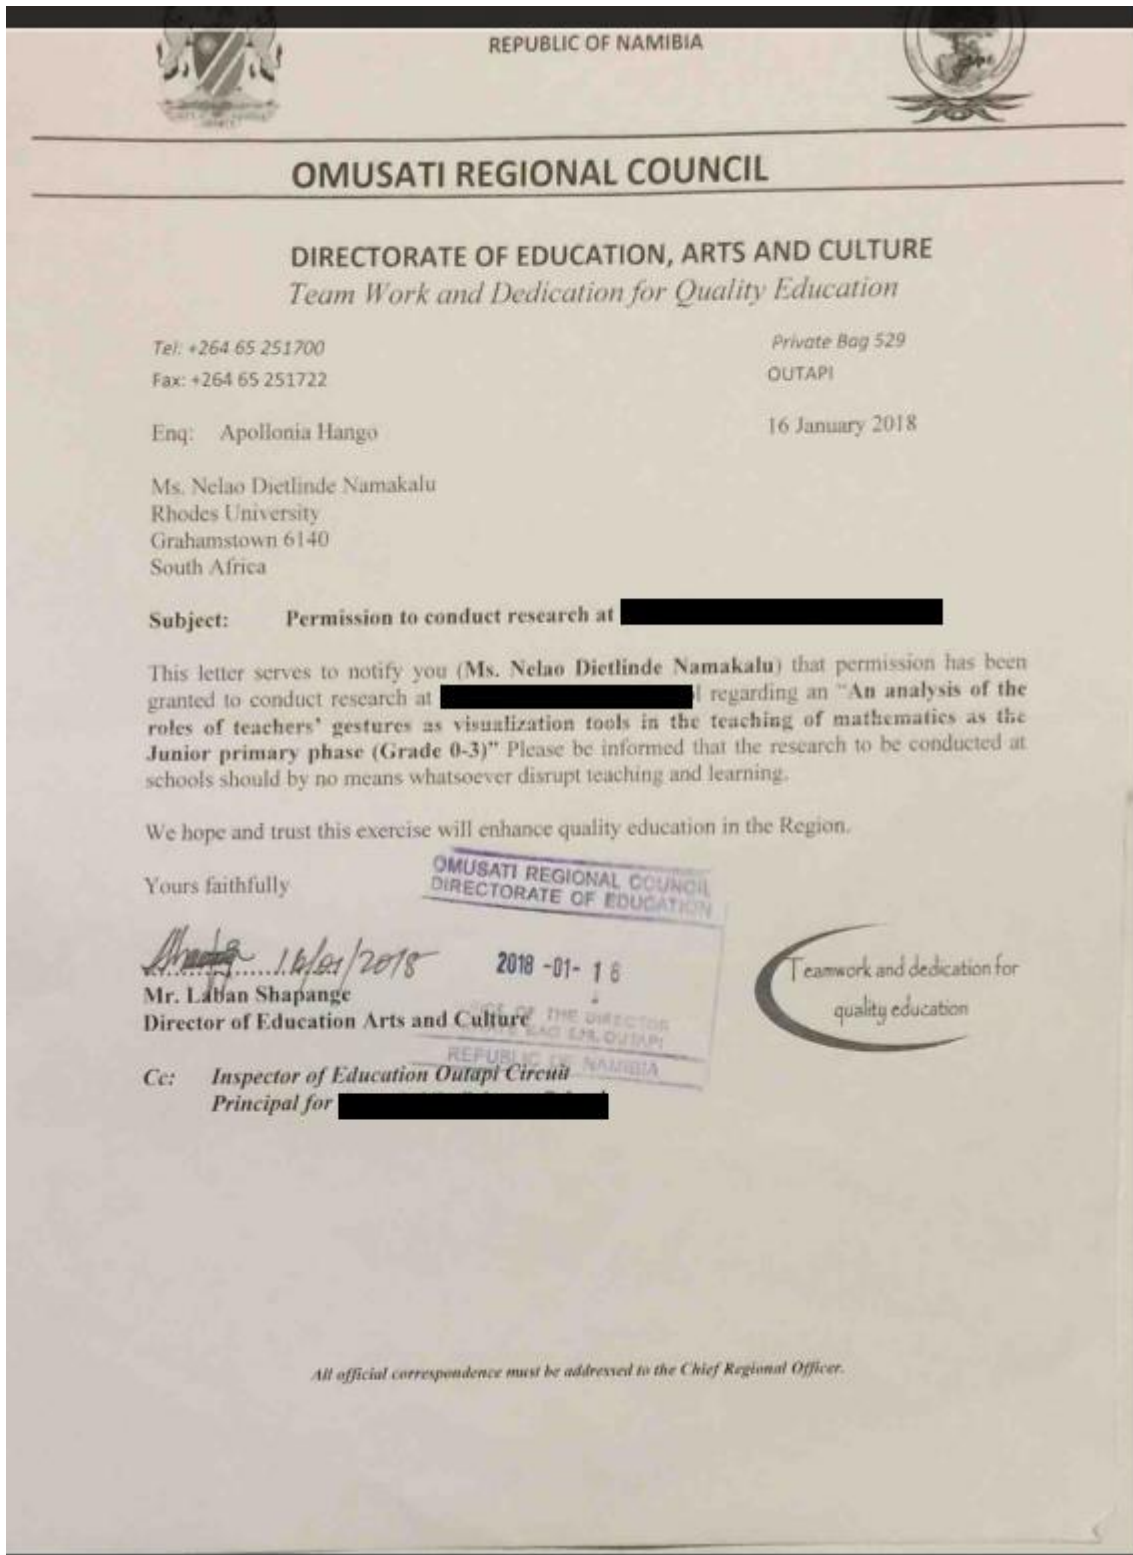 REPUBLIC OF NAMIBIA
OMUSATI REGIONAL COUNCIL
DIRECTORATE OF EDUCATION, ARTS AND CULTURE
Team Work and Dedication for Quality Education
Tel: +264 65 251700
Private Bag 529
Fax: +264 65 251722
OUTAPI
Enq: Apollonia Hango
16 January 2018
Ms. Nelao Dietlinde Namakalu
Rhodes University
Grahamstown 6140
South Africa
Subject: Permission to conduct research at
This letter serves to notify you (Ms. Nelao Dietlinde Namakalu) that permission has been
granted to conduct research at regarding an "An analysis of the
roles of teachers' gestures as visualization tools in the teaching of mathematics as the
Junior primary phase (Grade 0-3)" Please be informed that the research to be conducted at
schools should by no means whatsoever disrupt teaching and learning.
We hope and trust this exercise will enhance quality education in the Region.
Yours faithfully
OMUSATI REGIONAL COUNCIL
DIRECTORATE OF EDUCATION
16/01/2018
2018 -01- 16
Mr. Laban Shapange
Director of Education Arts and Culture
OF THE DIRECTOR
OUTAPI
REPUBLIC OF NAMIBIA
Teamwork and dedication for
quality education
Cc: Inspector of Education Outapi Circuit
Principal for
All official correspondence must be addressed to the Chief Regional Officer.